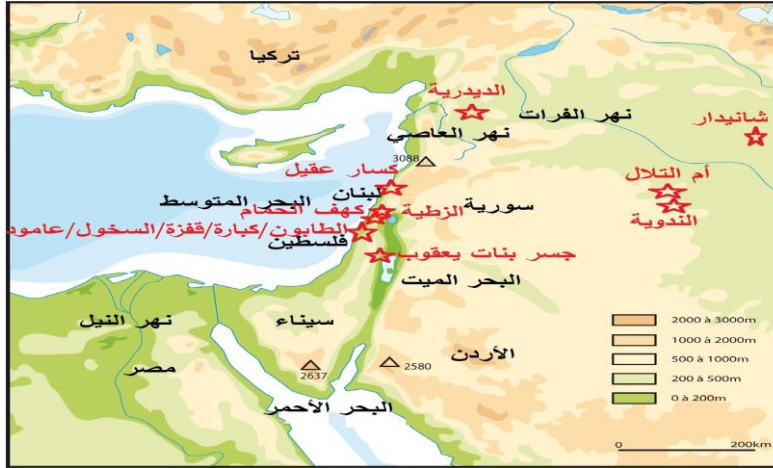 تركيا
الديدرية
نهر الفرات
شانيدار
نهر العاصي
3088
كسار عقيل
أم التلال
لبنان
البحر المتوسط
كهف الحمام
الزطية
سورية
الندوية
الطابون/كبارة/قفزة/السخول/عامود
فلسطين
جسر بنات يعقوب
البحر الميت
نهر النيل
سيناء
2000 à 3000m
1000 à 2000m
500 à 1000m
200 à 500m
0 à 200m
الأردن
مصر
2637
2580
البحر الأحمر
0 200km